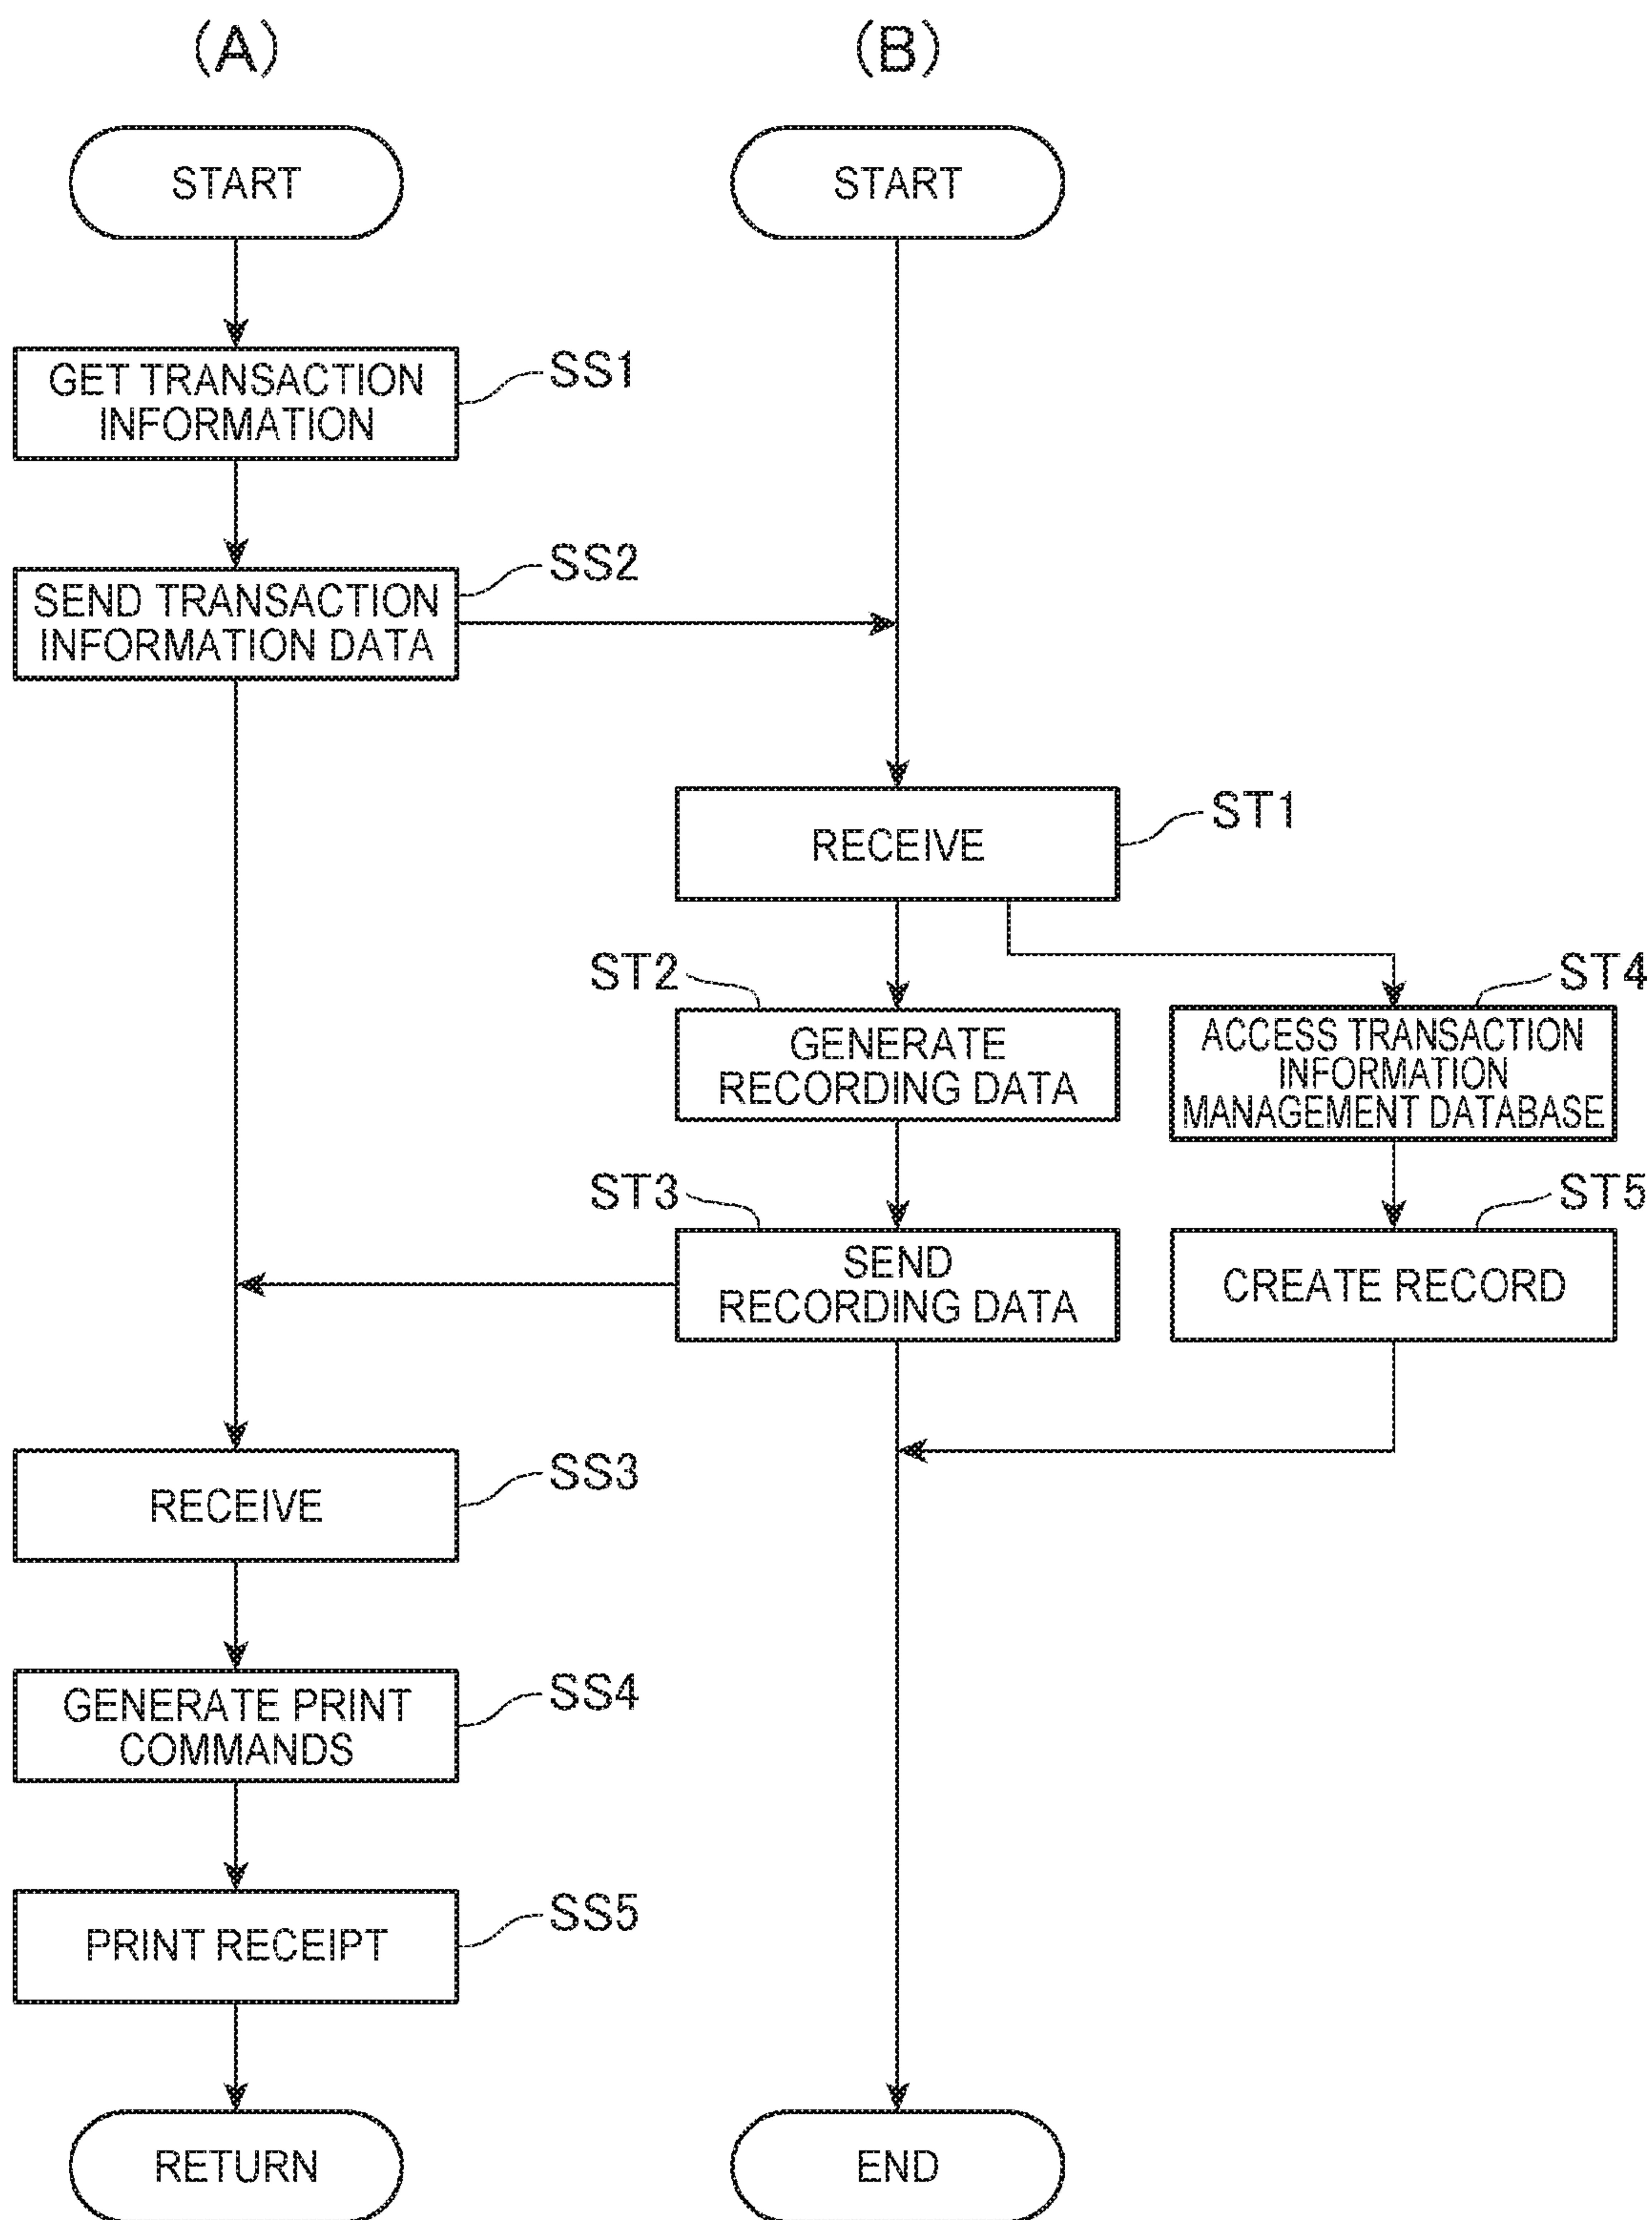 (A)
(B)
START
START
GET TRANSACTION
INFORMATION
SS1
SEND TRANSACTION
INFORMATION DATA
SS2
RECEIVE
ST1
ST2
GENERATE
RECORDING DATA
ST4
ACCESS TRANSACTION
INFORMATION
MANAGEMENT DATABASE
ST3
SEND
RECORDING DATA
ST5
CREATE RECORD
RECEIVE
SS3
GENERATE PRINT
COMMANDS
SS4
PRINT RECEIPT
SS5
RETURN
END